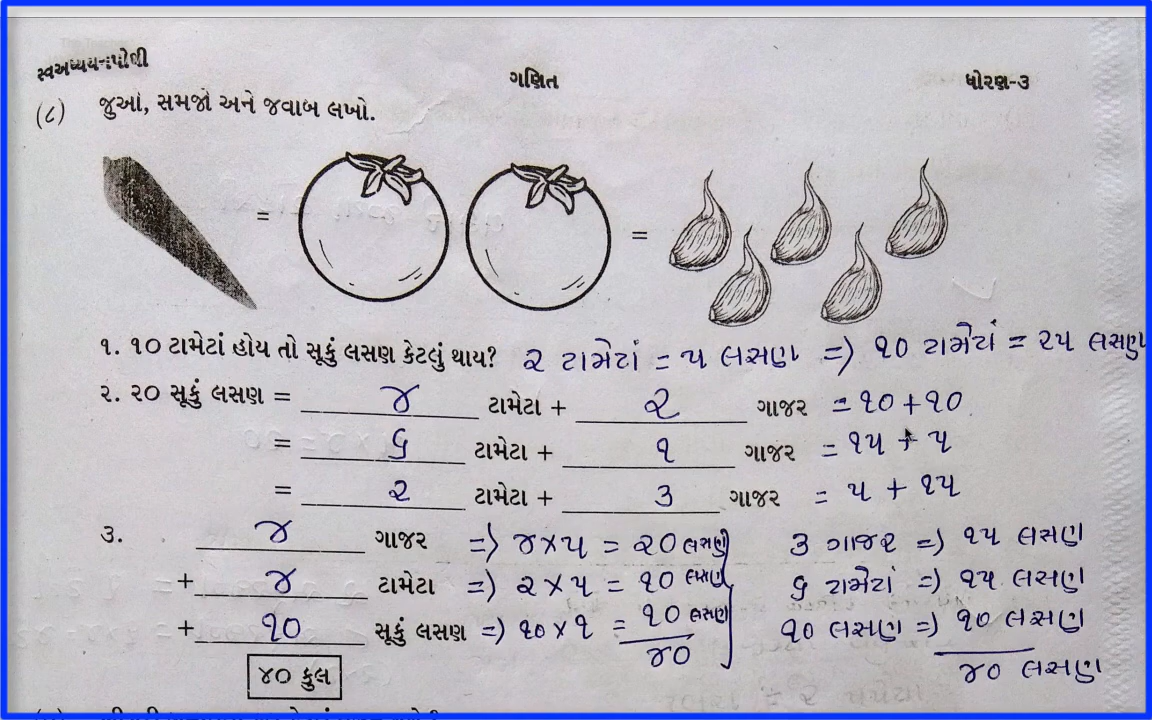 સ્વઅધ્યયનપોથી ગણિત ધોરણ-૩
(૮) જુઓ, સમજો અને જવાબ લખો.
= =
૧. ૧૦ ટામેટાં હોય તો સૂકું લસણ કેટલું થાય? ૨ ટામેટાં = ૫ લસણ => ૧૦ ટામેટાં = ૨૫ લસણ
૨. ૨૦ સૂકું લસણ = ૪ ટામેટા + ૨ ગાજર = ૧૦ + ૧૦
= ૬ ટામેટા + ૧ ગાજર = ૧૫ + ૫
= ૨ ટામેટા + ૩ ગાજર = ૫ + ૧૫
૩. ૪ ગાજર => ૪ × ૫ = ૨૦ લસણ ૩ ગાજર => ૧૫ લસણ
+ ૪ ટામેટા => ૨ × ૫ = ૧૦ લસણ ૬ ટામેટાં => ૧૫ લસણ
+ ૧૦ સૂકું લસણ => ૧૦ × ૧ = ૧૦ લસણ ૧૦ લસણ => ૧૦ લસણ
૪૦ કુલ ૪૦ ૪૦ લસણ